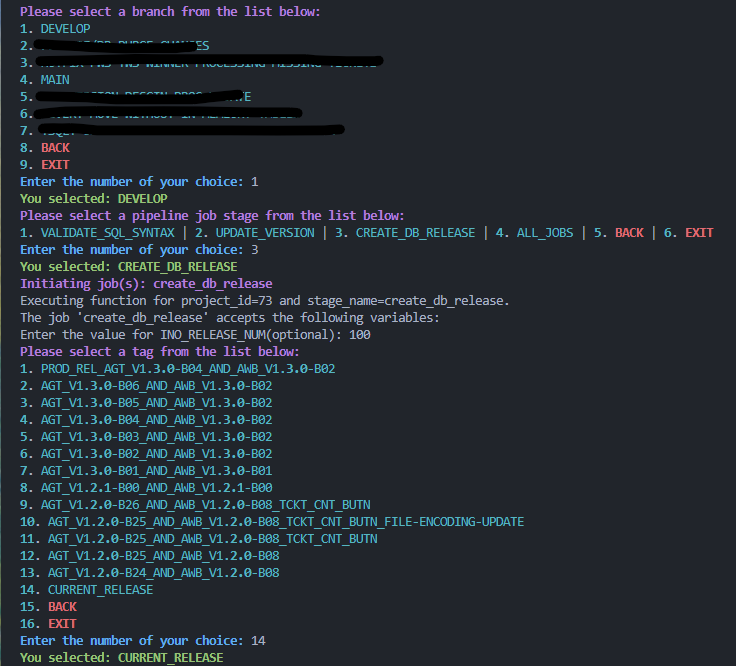 Please select a branch from the list below:
1. DEVELOP
2.
3.
4. MAIN
5.
6.
7.
8. BACK
9. EXIT
Enter the number of your choice: 1
You selected: DEVELOP
Please select a pipeline job stage from the list below:
1. VALIDATE_SQL_SYNTAX | 2. UPDATE_VERSION | 3. CREATE_DB_RELEASE | 4. ALL_JOBS | 5. BACK | 6. EXIT
Enter the number of your choice: 3
You selected: CREATE_DB_RELEASE
Initiating job(s): create_db_release
Executing function for project_id=73 and stage_name=create_db_release.
The job 'create_db_release' accepts the following variables:
Enter the value for INO_RELEASE_NUM(optional): 100
Please select a tag from the list below:
1. PROD_REL_AGT_V1.3.0-B04_AND_AWB_V1.3.0-B02
2. AGT_V1.3.0-B06_AND_AWB_V1.3.0-B02
3. AGT_V1.3.0-B05_AND_AWB_V1.3.0-B02
4. AGT_V1.3.0-B04_AND_AWB_V1.3.0-B02
5. AGT_V1.3.0-B03_AND_AWB_V1.3.0-B02
6. AGT_V1.3.0-B02_AND_AWB_V1.3.0-B02
7. AGT_V1.3.0-B01_AND_AWB_V1.3.0-B01
8. AGT_V1.2.1-B00_AND_AWB_V1.2.1-B00
9. AGT_V1.2.0-B26_AND_AWB_V1.2.0-B08_TCKT_CNT_BUTN
10. AGT_V1.2.0-B25_AND_AWB_V1.2.0-B08_TCKT_CNT_BUTN_FILE-ENCODING-UPDATE
11. AGT_V1.2.0-B25_AND_AWB_V1.2.0-B08_TCKT_CNT_BUTN
12. AGT_V1.2.0-B25_AND_AWB_V1.2.0-B08
13. AGT_V1.2.0-B24_AND_AWB_V1.2.0-B08
14. CURRENT_RELEASE
15. BACK
16. EXIT
Enter the number of your choice: 14
You selected: CURRENT_RELEASE